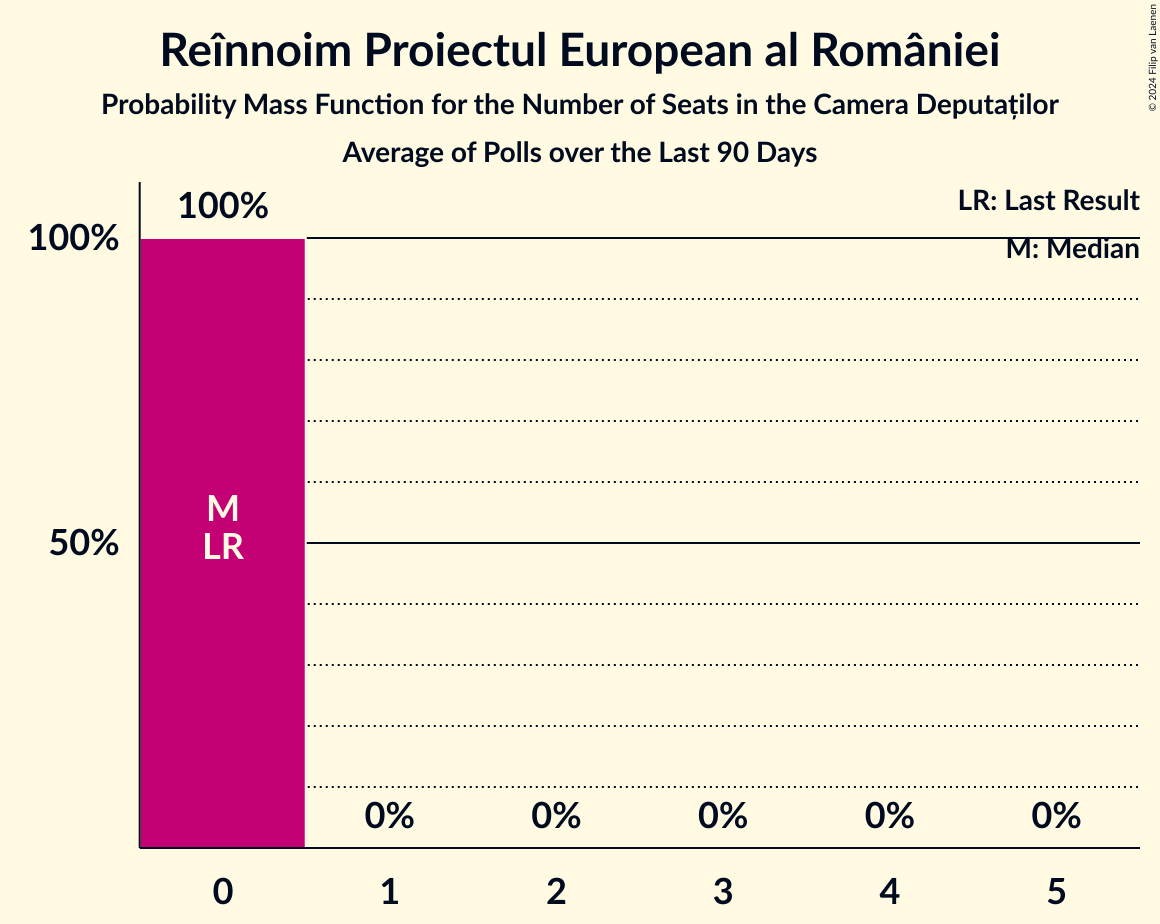 Reînnoim Proiectul European al României
Probability Mass Function for the Number of Seats in the Camera Deputaților
Average of Polls over the Last 90 Days
© 2024 Filip van Laenen
LR: Last Result
M: Median
100%
100%
50%
M
LR
0% 0% 0% 0% 0%
0 1 2 3 4 5